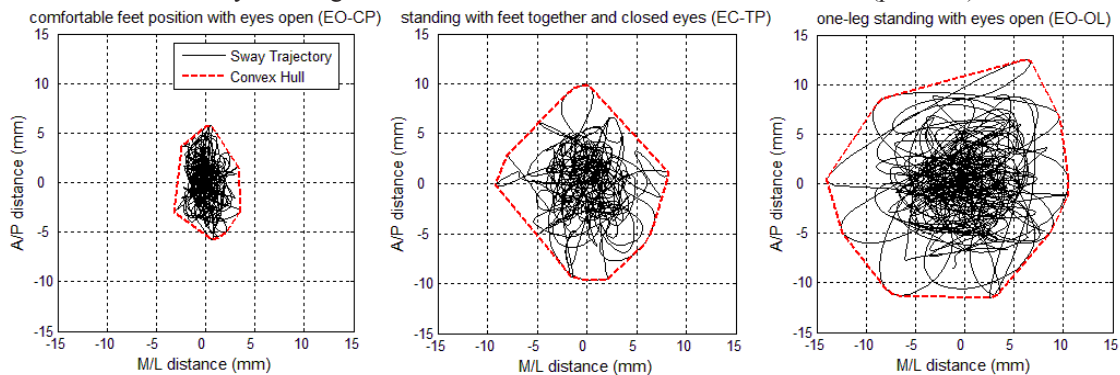 comfortable feet position with eyes open (EO-CP)
15
10
5
0
-5
-10
-15
-15 -10 -5 0 5 10 15
A/P distance (mm)
M/L distance (mm)
Sway Trajectory
Convex Hull
standing with feet together and closed eyes (EC-TP)
15
10
5
0
-5
-10
-15
-15 -10 -5 0 5 10 15
A/P distance (mm)
M/L distance (mm)
one-leg standing with eyes open (EO-OL)
15
10
5
0
-5
-10
-15
-15 -10 -5 0 5 10 15
A/P distance (mm)
M/L distance (mm)